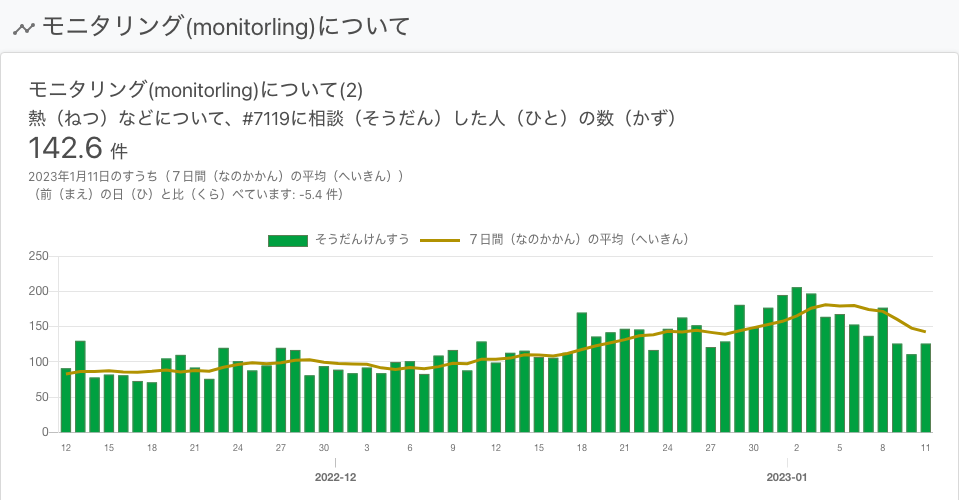 モニタリング(monitorling)について
モニタリング(monitorling)について(2)
熱（ねつ）などについて、#7119に相談（そうだん）した人（ひと）の数（かず）
142.6 件
2023年1月11日のすうち（７日間（なのかかん）の平均（へいきん））
（前（まえ）の日（ひ）と比（くら）べています: -5.4 件）
そうだんけんすう ７日間（なのかかん）の平均（へいきん）
250
200
150
100
50
0
12 15 18 21 24 27 30 3 6 9 12 15 18 21 24 27 30 2 5 8 11
2022-12 2023-01